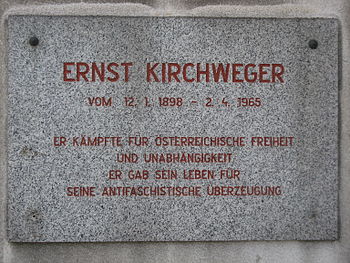 ERNST KIRCHWEGER
VOM 12. 1. 1898 - 2. 4. 1965
ER KÄMPFTE FÜR ÖSTERREICHISCHE FREIHEIT
UND UNABHÄNGIGKEIT
ER GAB SEIN LEBEN FÜR
SEINE ANTIFASCHISTISCHE ÜBERZEUGUNG